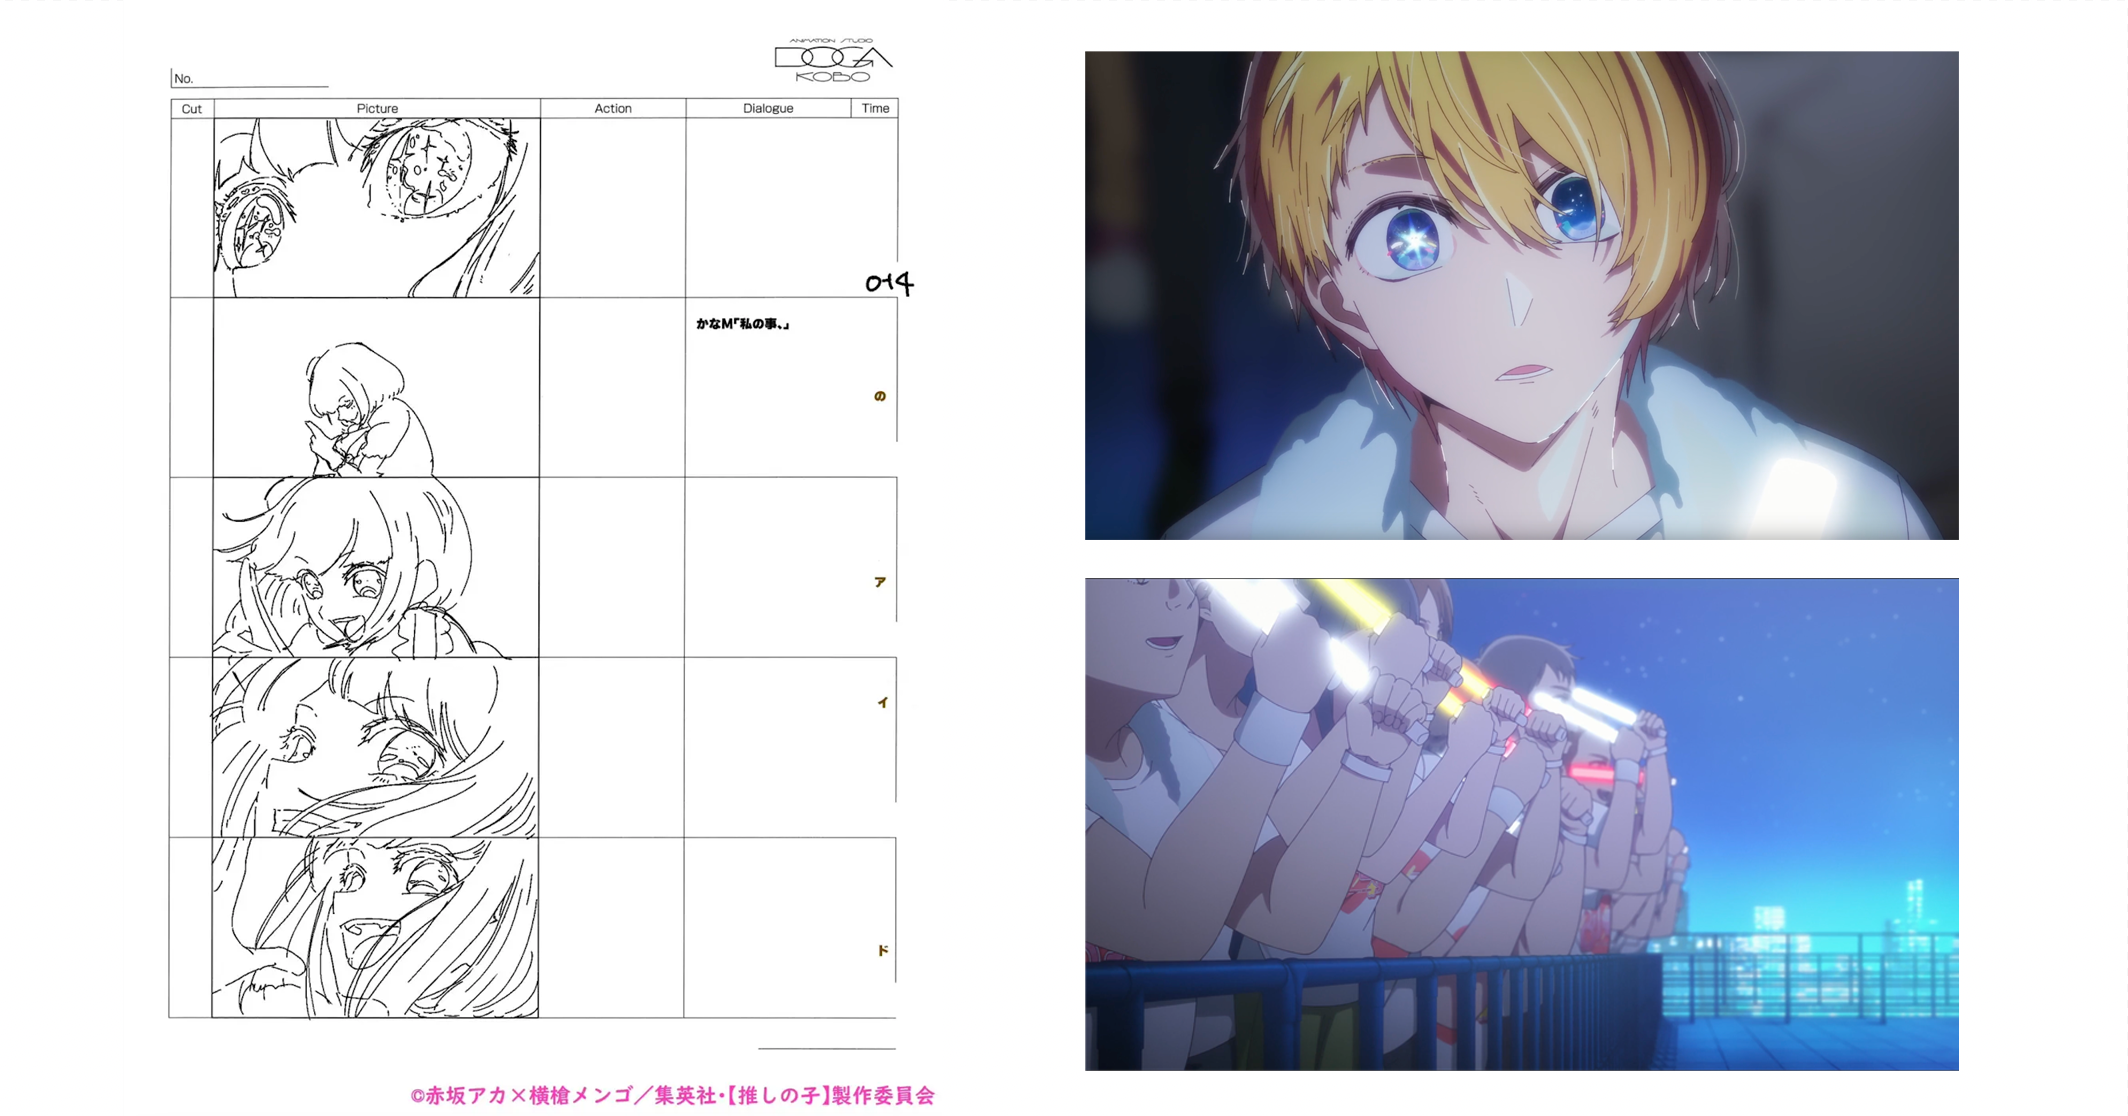 ANIMATION STUDIO
DOGA
KOBO
No.
Cut Picture Action Dialogue Time
0+4
かなM「私の事、」
の
ア
イ
ド
©赤坂アカ×横槍メンゴ／集英社・【推しの子】製作委員会